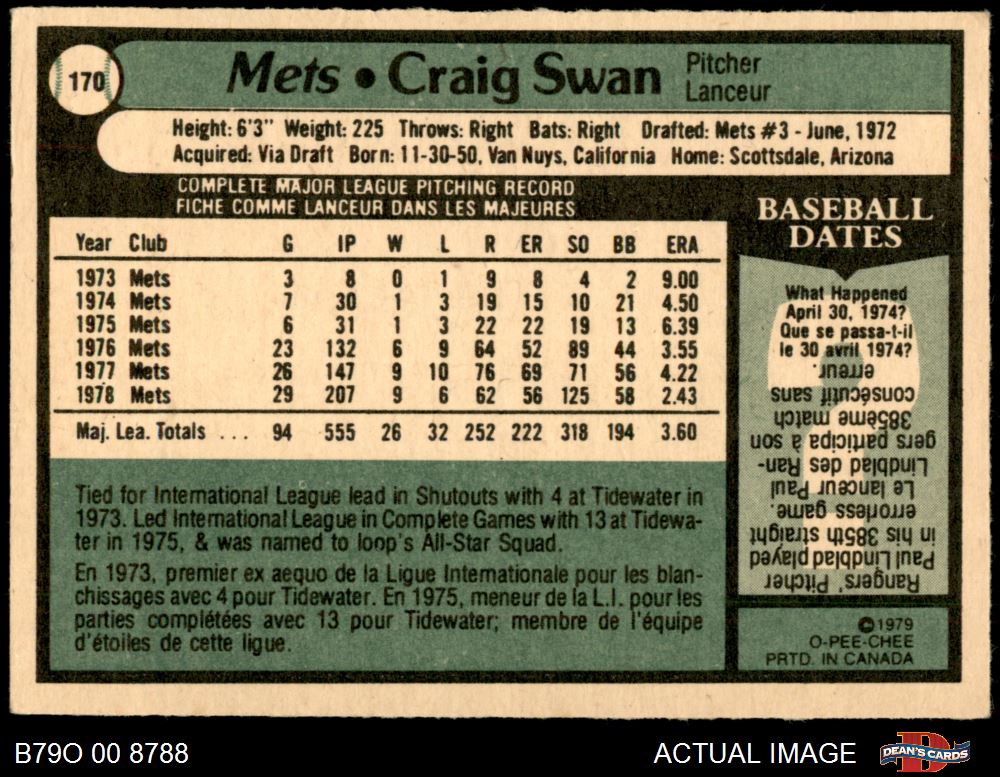 170
Mets • Craig Swan
Pitcher
Lanceur
Height: 6'3" Weight: 225 Throws: Right Bats: Right Drafted: Mets #3 - June, 1972
Acquired: Via Draft Born: 11-30-50, Van Nuys, California Home: Scottsdale, Arizona
COMPLETE MAJOR LEAGUE PITCHING RECORD
FICHE COMME LANCEUR DANS LES MAJEURES
Year Club G IP W L R ER SO BB ERA
1973 Mets 3 8 0 1 9 8 4 2 9.00
1974 Mets 7 30 1 3 19 15 10 21 4.50
1975 Mets 6 31 1 3 22 22 19 13 6.39
1976 Mets 23 132 6 9 64 52 89 44 3.55
1977 Mets 26 147 9 10 76 69 71 56 4.22
1978 Mets 29 207 9 6 62 56 125 58 2.43
Maj. Lea. Totals ... 94 555 26 32 252 222 318 194 3.60
Tied for International League lead in Shutouts with 4 at Tidewater in
1973. Led International League in Complete Games with 13 at Tidewa-
ter in 1975, & was named to loop's All-Star Squad.
En 1973, premier ex aequo de la Ligue Internationale pour les blan-
chissages avec 4 pour Tidewater. En 1975, meneur de la L.I. pour les
parties complétées avec 13 pour Tidewater; membre de l'équipe
d'étoiles de cette ligue.
BASEBALL
DATES
What Happened
April 30, 1974?
Que se passa-t-il
le 30 avril 1974?
Rangers' Pitcher
Paul Lindblad played
in his 385th straight
errorless game.
Le lanceur Paul
Lindblad des Ran-
gers participa à son
385ème match
consécutif sans
erreur.
©1979
O-PEE-CHEE
PRTD. IN CANADA
B79O 00 8788
ACTUAL IMAGE
D
DEAN'S CARDS